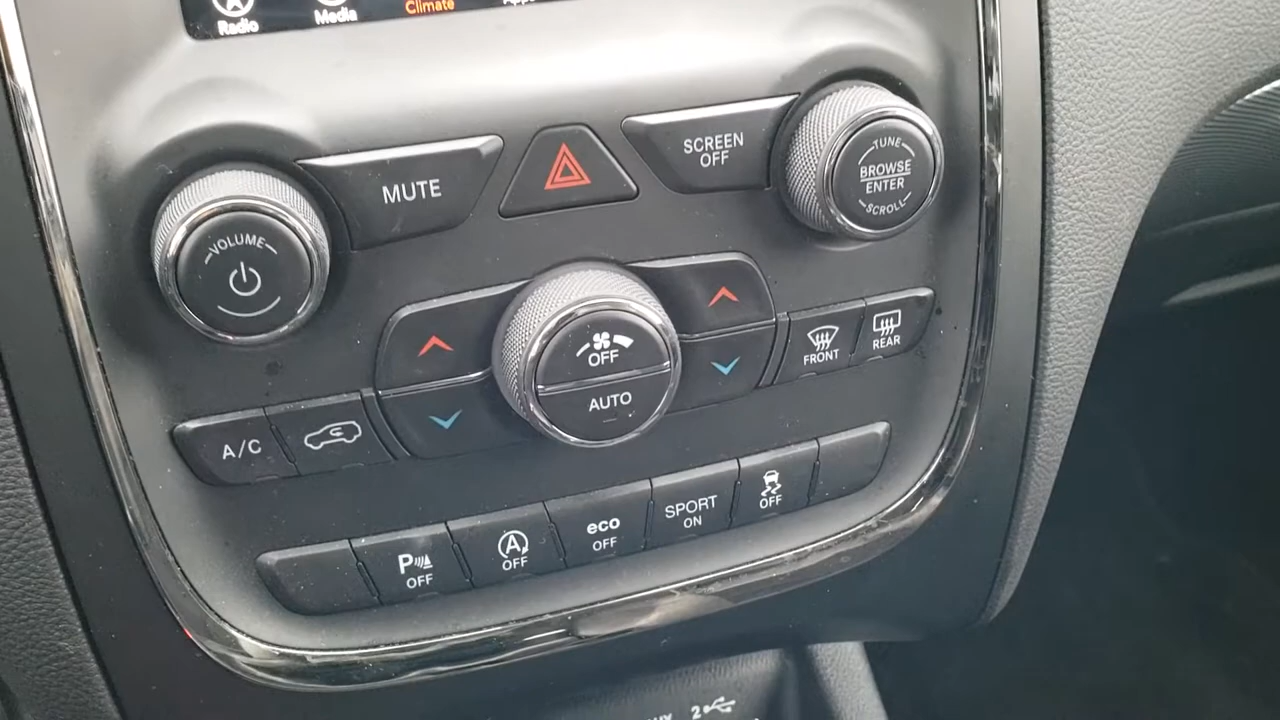 Radio
Media
Climate
MUTE
SCREEN
OFF
TUNE
BROWSE
ENTER
SCROLL
VOLUME
OFF
AUTO
FRONT
REAR
A/C
P
OFF
A
OFF
eco
OFF
SPORT
ON
OFF
2